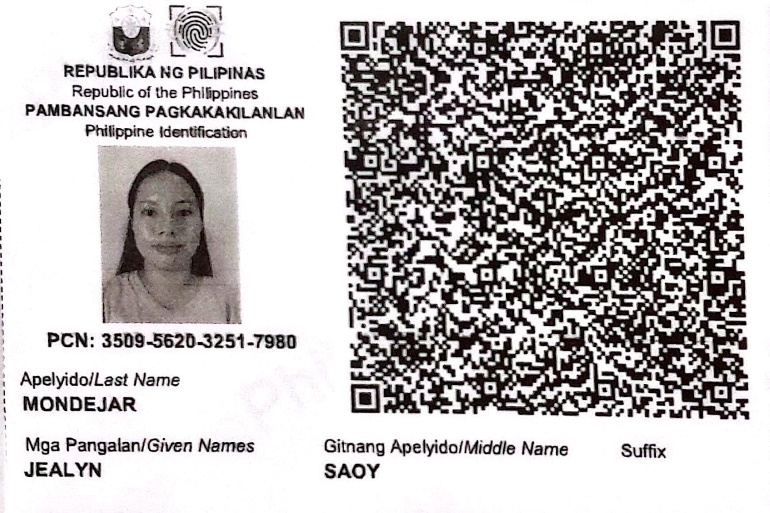 REPUBLIKA NG PILIPINAS
Republic of the Philippines
PAMBANSANG PAGKAKAKILANLAN
Philippine Identification
PCN: 3509-5620-3251-7980
Apelyido/Last Name
MONDEJAR
Mga Pangalan/Given Names
JEALYN
Gitnang Apelyido/Middle Name
SAOY
Suffix